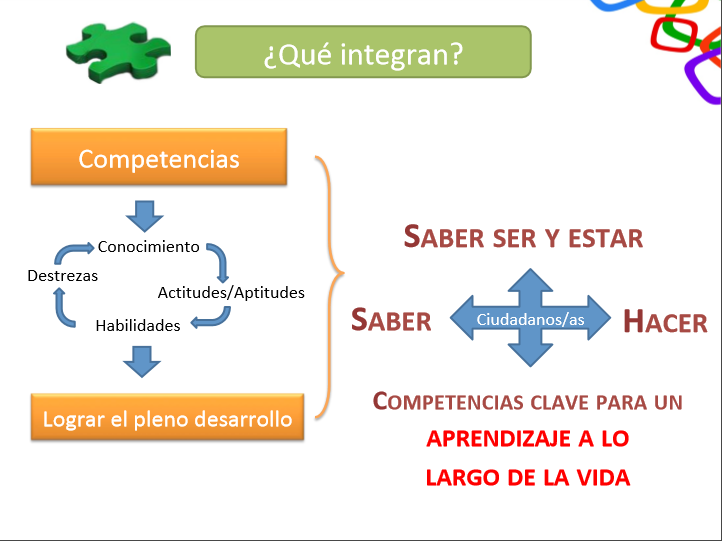 ¿Qué integran?
Competencias
Conocimiento
Destrezas
Actitudes/Aptitudes
Habilidades
Lograr el pleno desarrollo
SABER SER Y ESTAR
SABER
Ciudadanos/as
HACER
COMPETENCIAS CLAVE PARA UN
APRENDIZAJE A LO
LARGO DE LA VIDA